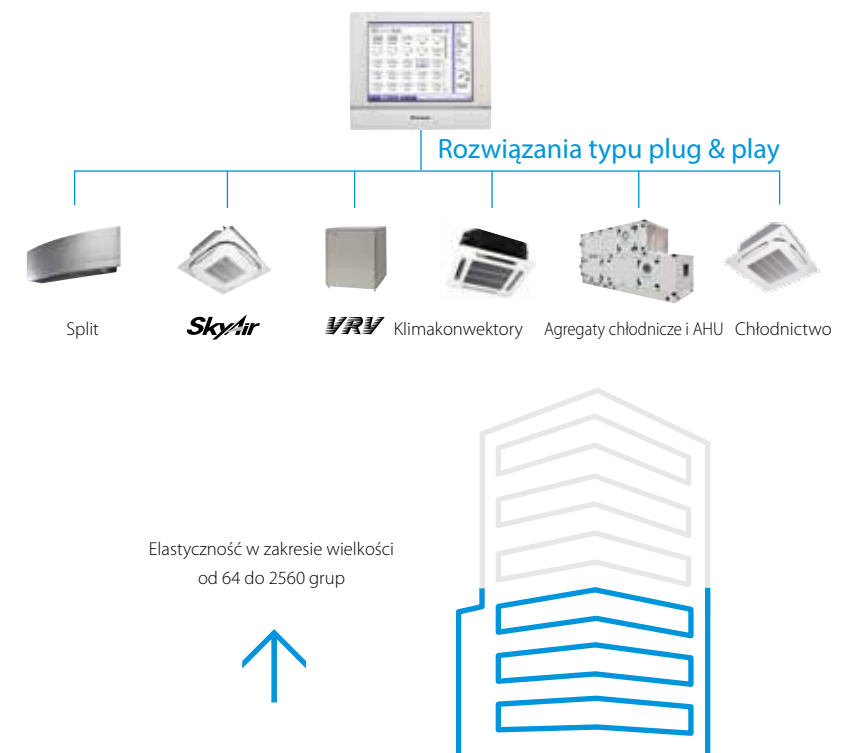 Rozwiązania typu plug & play
Split
SkyAir
VRV
Klimakonwektory
Agregaty chłodnicze i AHU
Chłodnictwo
Elastyczność w zakresie wielkości
od 64 do 2560 grup